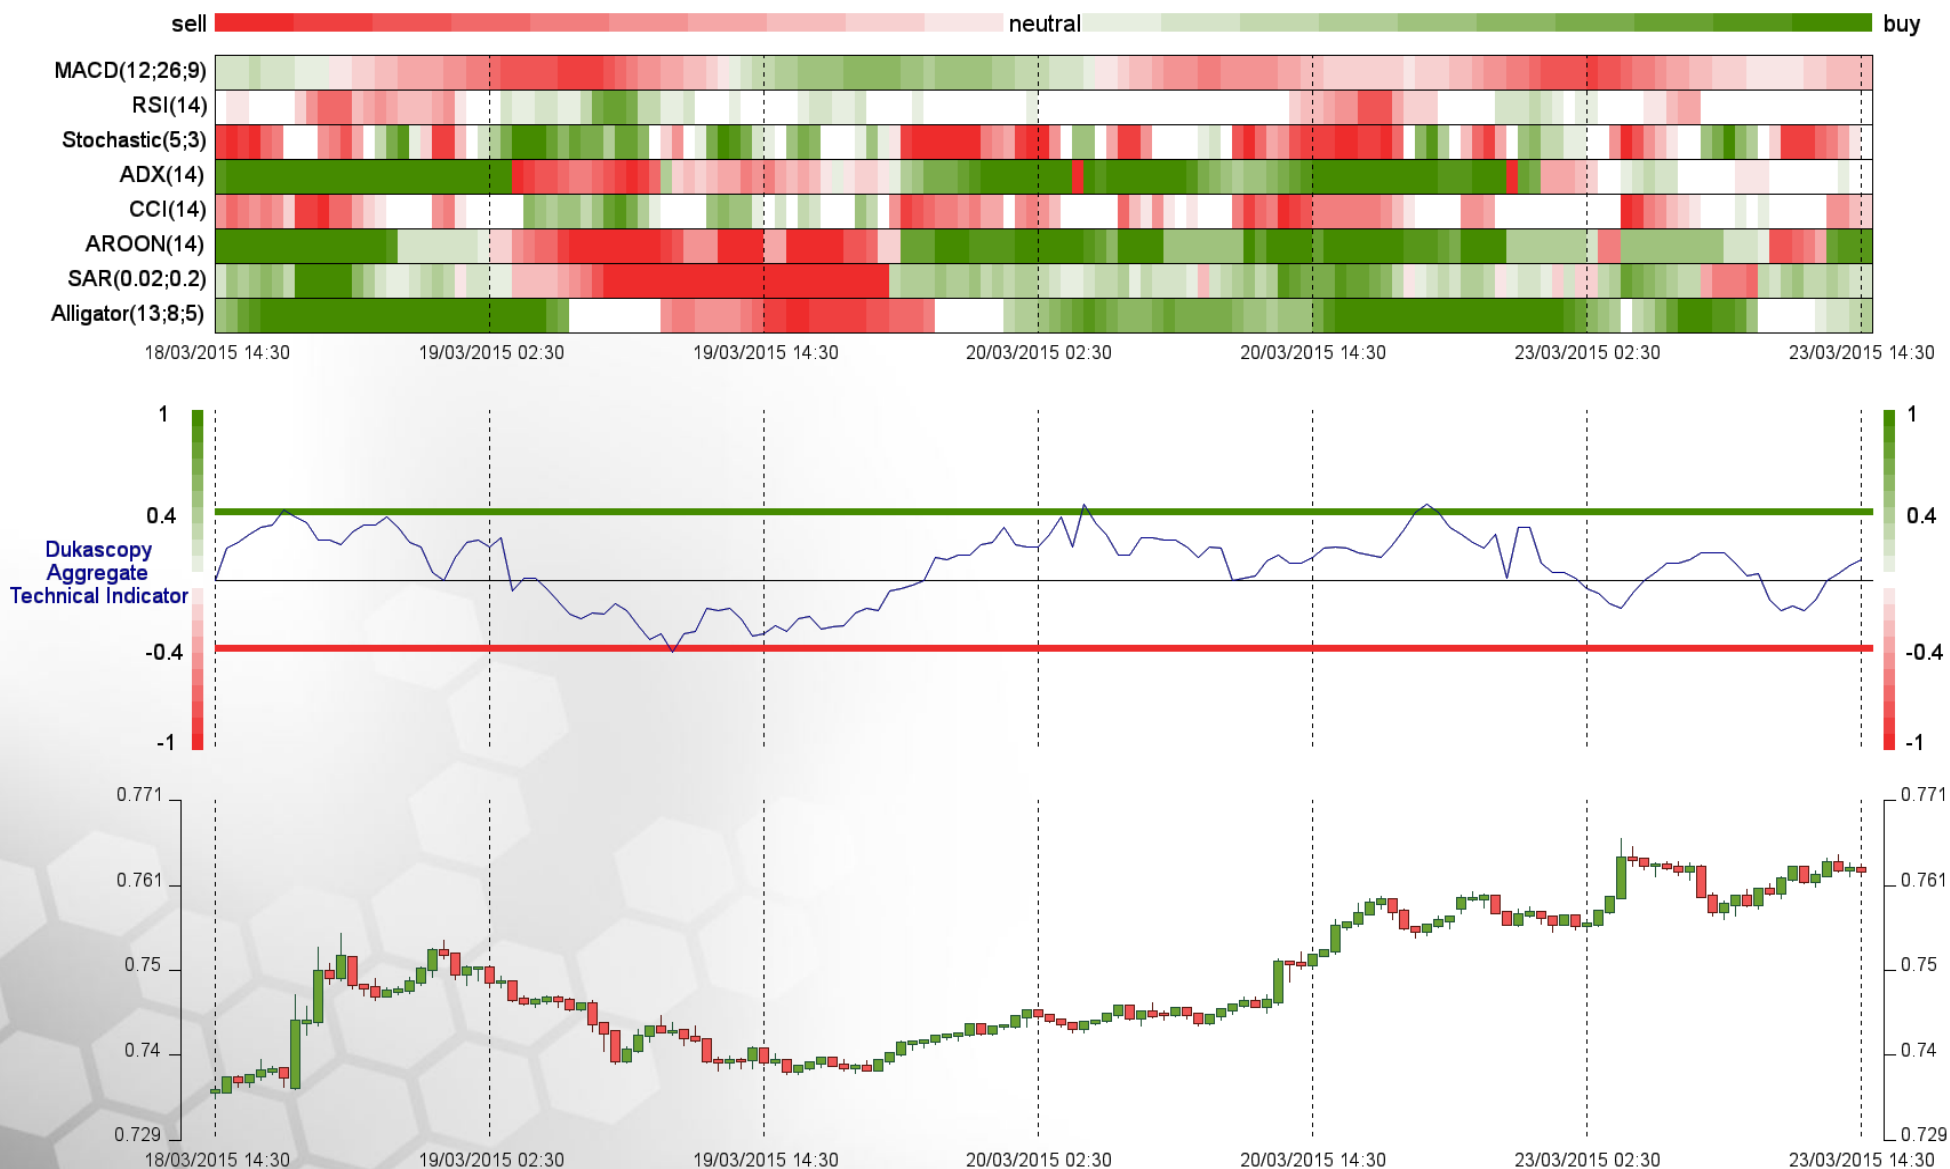 sell neutral buy
MACD(12;26;9)
RSI(14)
Stochastic(5;3)
ADX(14)
CCI(14)
AROON(14)
SAR(0.02;0.2)
Alligator(13;8;5)
18/03/2015 14:30 19/03/2015 02:30 19/03/2015 14:30 20/03/2015 02:30 20/03/2015 14:30 23/03/2015 02:30 23/03/2015 14:30
1 1
0.4 0.4
Dukascopy
Aggregate
Technical Indicator
-0.4 -0.4
-1 -1
0.771 0.771
0.761 0.761
0.75 0.75
0.74 0.74
0.729 0.729
18/03/2015 14:30 19/03/2015 02:30 19/03/2015 14:30 20/03/2015 02:30 20/03/2015 14:30 23/03/2015 02:30 23/03/2015 14:30